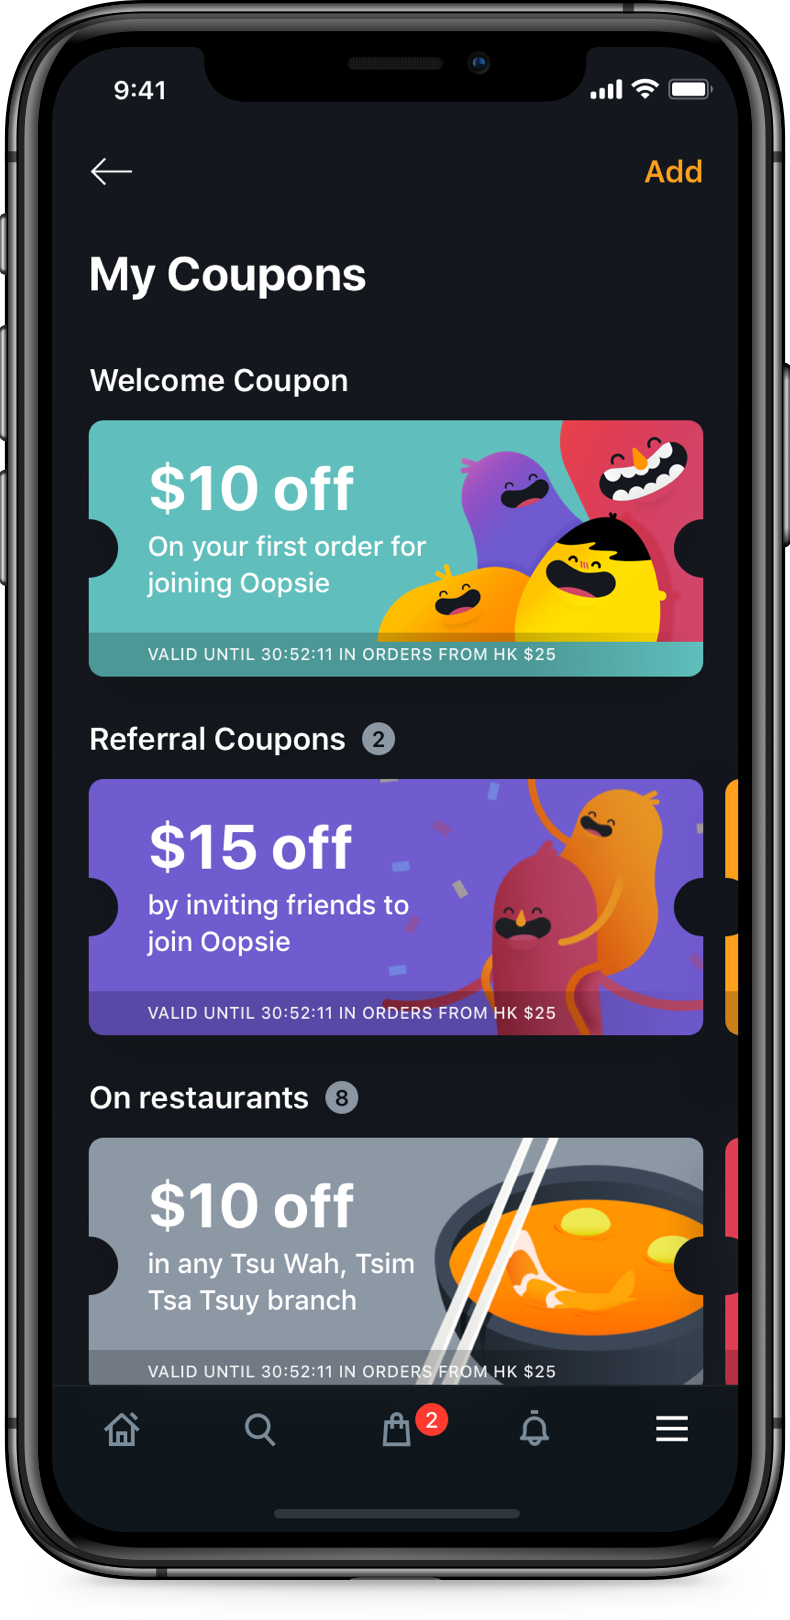 9:41
Add
My Coupons
Welcome Coupon
$10 off
On your first order for
joining Oopsie
VALID UNTIL 30:52:11 IN ORDERS FROM HK $25
Referral Coupons 2
$15 off
by inviting friends to
join Oopsie
VALID UNTIL 30:52:11 IN ORDERS FROM HK $25
On restaurants 8
$10 off
in any Tsu Wah, Tsim
Tsa Tsuy branch
VALID UNTIL 30:52:11 IN ORDERS FROM HK $25
2